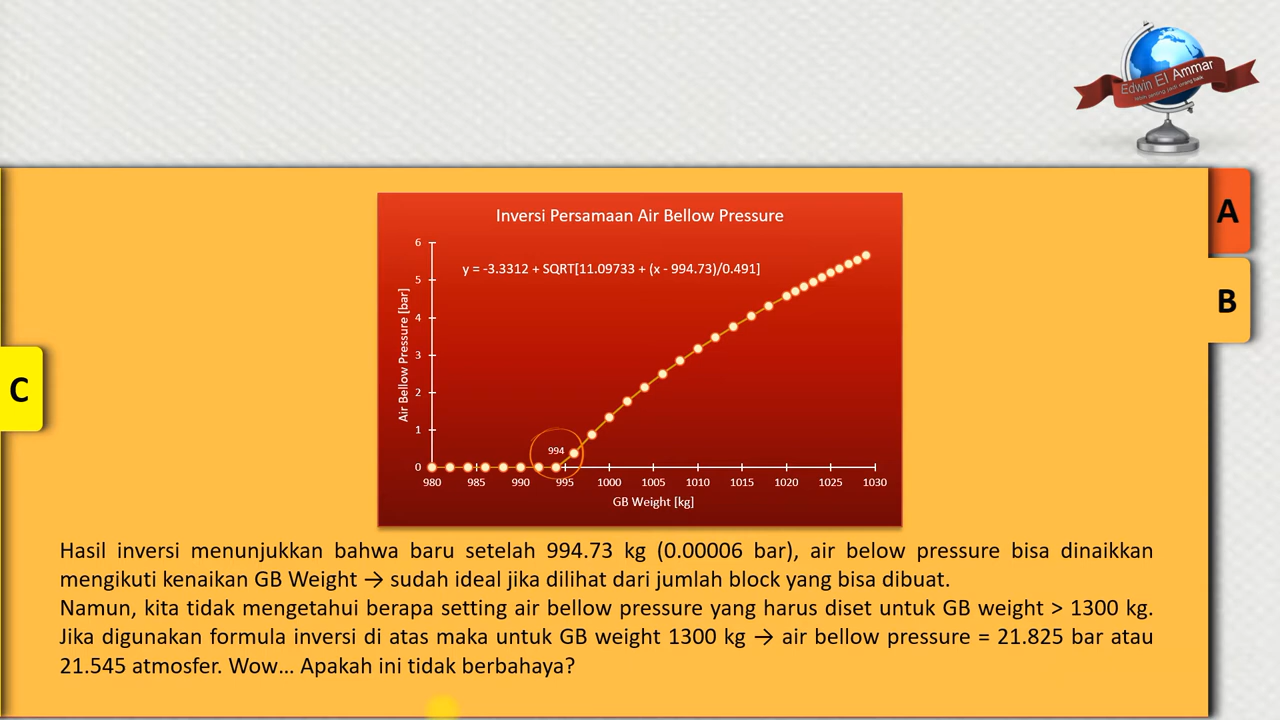 Edwin El Ammar
A
B
C
Inversi Persamaan Air Bellow Pressure
y = -3.3312 + SQRT[11.09733 + (x - 994.73)/0.491]
Air Bellow Pressure [bar]
6
5
4
3
2
1
0
994
980 985 990 995 1000 1005 1010 1015 1020 1025 1030
GB Weight [kg]
Hasil inversi menunjukkan bahwa baru setelah 994.73 kg (0.00006 bar), air below pressure bisa dinaikkan
mengikuti kenaikan GB Weight → sudah ideal jika dilihat dari jumlah block yang bisa dibuat.
Namun, kita tidak mengetahui berapa setting air bellow pressure yang harus diset untuk GB weight > 1300 kg.
Jika digunakan formula inversi di atas maka untuk GB weight 1300 kg → air bellow pressure = 21.825 bar atau
21.545 atmosfer. Wow... Apakah ini tidak berbahaya?